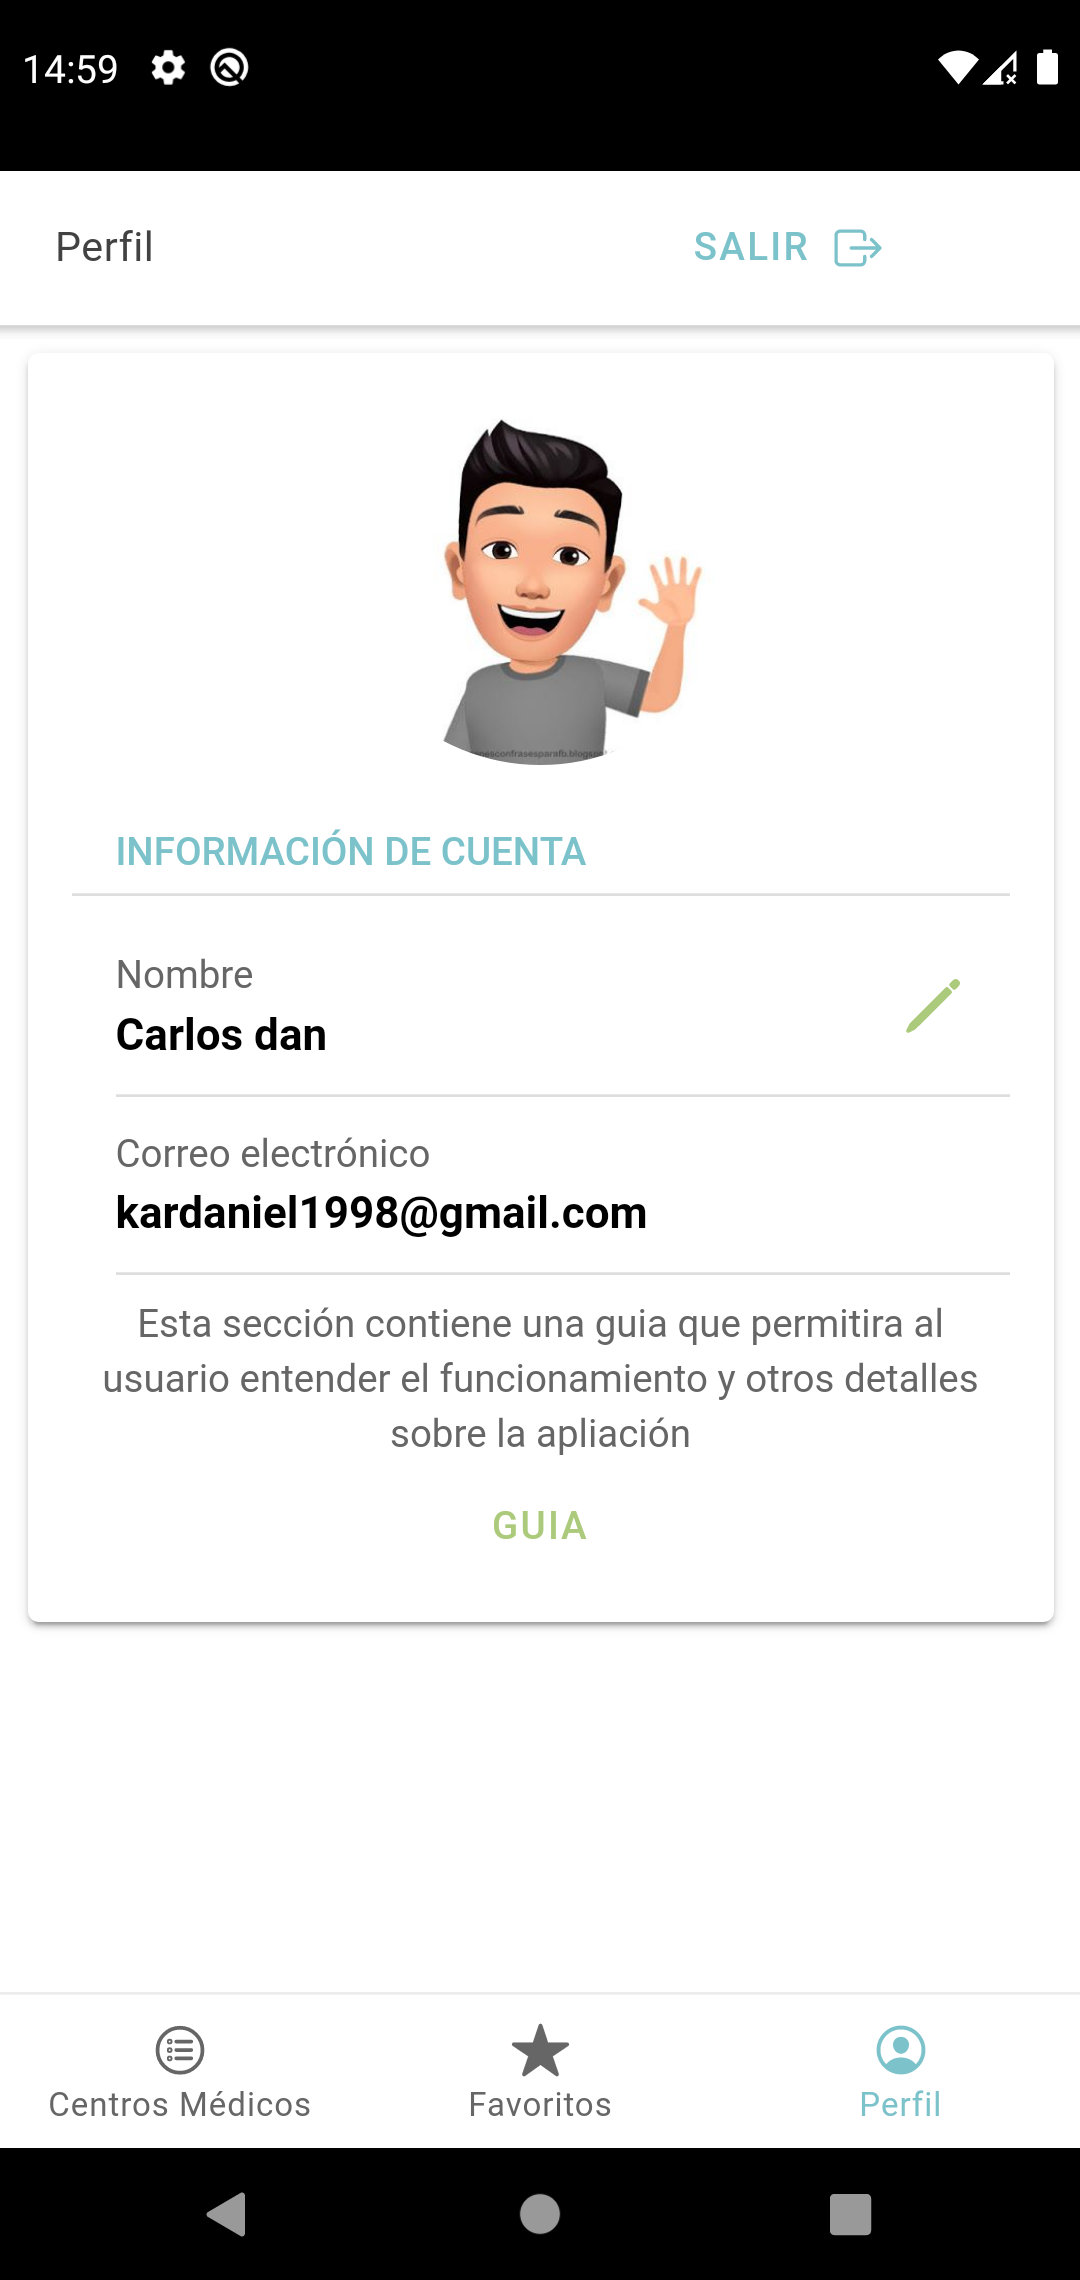 14:59
Perfil
SALIR
INFORMACIÓN DE CUENTA
Nombre
Carlos dan
Correo electrónico
kardaniel1998@gmail.com
Esta sección contiene una guia que permitira al
usuario entender el funcionamiento y otros detalles
sobre la apliación
GUIA
Centros Médicos
Favoritos
Perfil